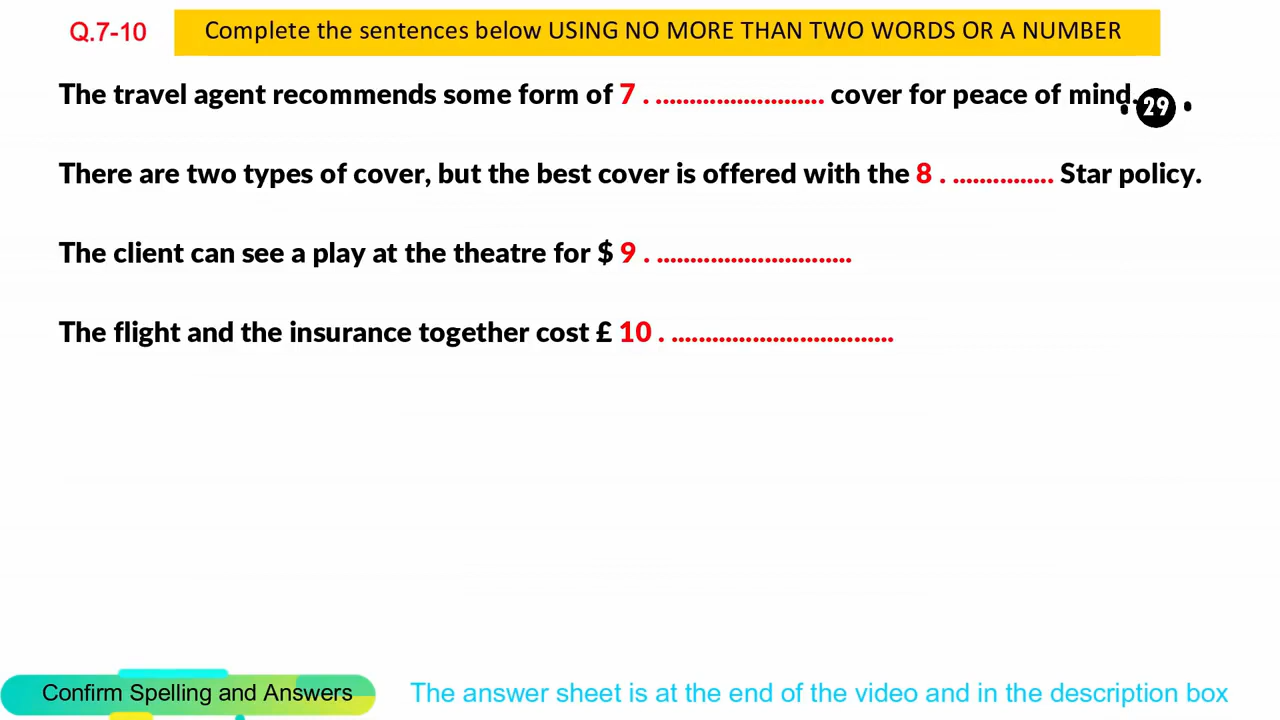 Q.7-10
Complete the sentences below USING NO MORE THAN TWO WORDS OR A NUMBER
The travel agent recommends some form of 7 . ......................... cover for peace of mind.
29
There are two types of cover, but the best cover is offered with the 8 . ............... Star policy.
The client can see a play at the theatre for $ 9 . .............................
The flight and the insurance together cost £ 10 . .................................
Confirm Spelling and Answers
The answer sheet is at the end of the video and in the description box